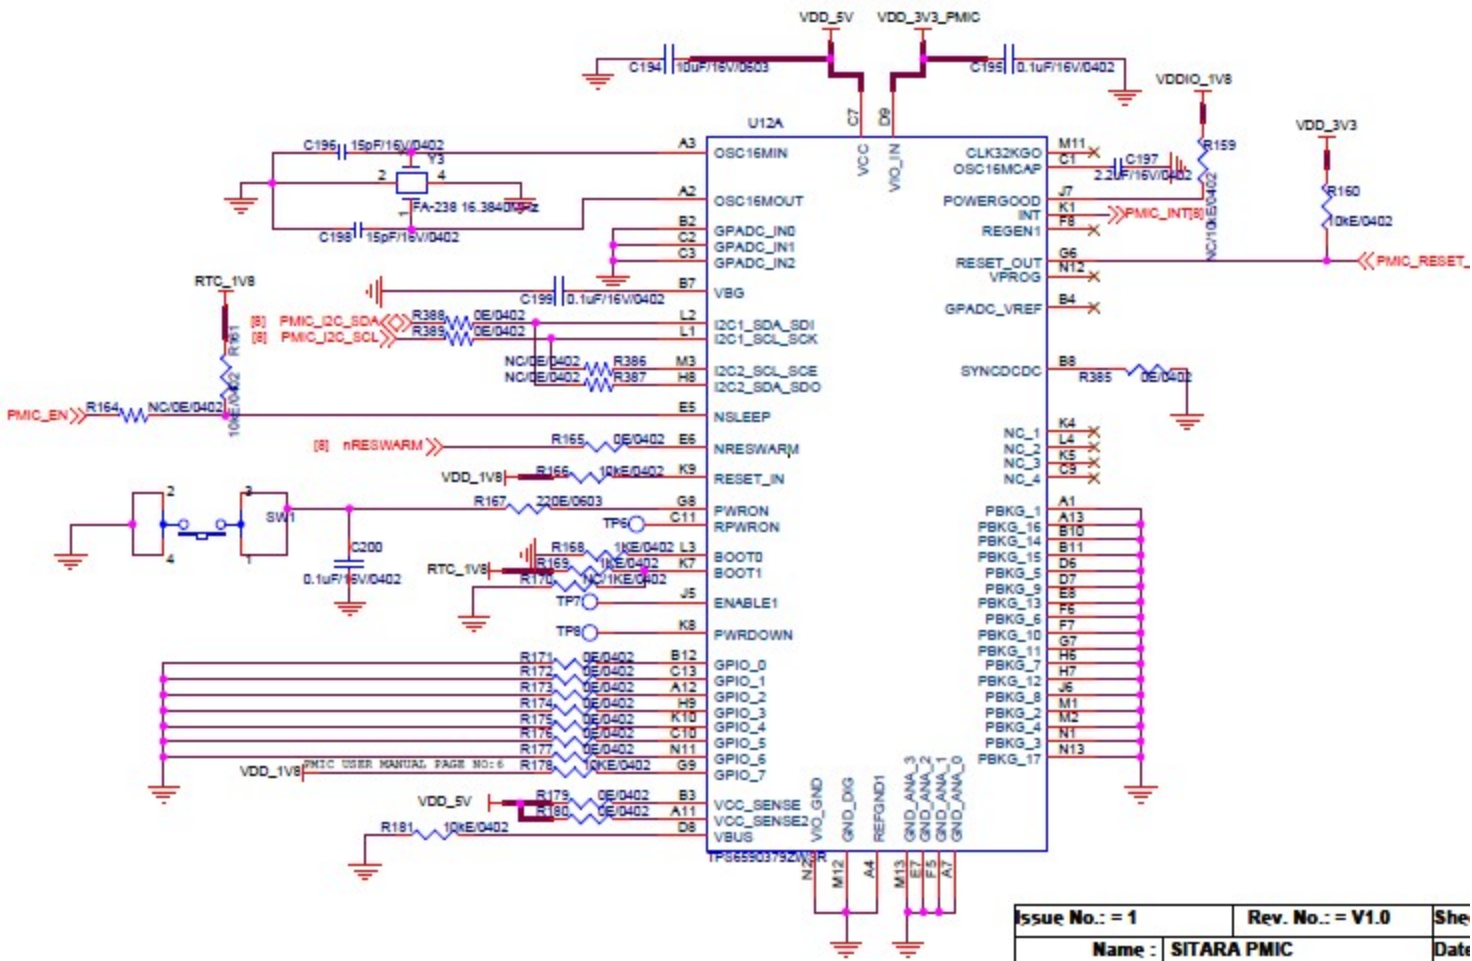 VDD_5V
VDD_3V3_PMIC
C194
10uF/16V/0603
C195
0.1uF/16V/0402
VDDIO_1V8
C7
D9
U12A
VDD_3V3
C196
15pF/16V/0402
Y3
A3
OSC16MIN
VCC
VIO_IN
CLK32KGO
M11
OSC16MCAP
C1
C197
2.2uF/16V/0402
R159
NC/10kE/0402
2
4
1
FA-238 16.3840MHz
A2
OSC16MOUT
POWERGOOD
J7
INT
K1
PMIC_INT[8]
REGEN1
F8
R160
10kE/0402
C198
15pF/16V/0402
B2
GPADC_IN0
C2
GPADC_IN1
C3
GPADC_IN2
RESET_OUT
G6
PMIC_RESET_
VPROG
N12
RTC_1V8
B7
VBG
C199
0.1uF/16V/0402
GPADC_VREF
B4
[8] PMIC_I2C_SDA
R388
0E/0402
L2
I2C1_SDA_SDI
[8] PMIC_I2C_SCL
R389
0E/0402
L1
I2C1_SCL_SCK
R161
10kE/0402
NC/0E/0402
R386
M3
I2C2_SCL_SCE
NC/0E/0402
R387
H8
I2C2_SDA_SDO
SYNCDCDC
B8
R385
0E/0402
PMIC_EN
R164
NC/0E/0402
E5
NSLEEP
[8] nRESWARM
R165
0E/0402
E6
NRESWARM
VDD_1V8
R166
10kE/0402
K9
RESET_IN
NC_1
K4
NC_2
L4
NC_3
K5
NC_4
C9
2
3
SW1
4
1
R167
220E/0603
G8
PWRON
TP6
C11
RPWRON
C200
0.1uF/16V/0402
R168
1KE/0402
L3
BOOT0
RTC_1V8
R169
1KE/0402
K7
BOOT1
R170
NC/1KE/0402
TP7
J5
ENABLE1
TP8
K8
PWRDOWN
PBKG_1
A1
PBKG_16
A13
PBKG_14
B10
PBKG_15
B11
PBKG_5
D6
PBKG_9
D7
PBKG_13
E8
PBKG_6
F6
PBKG_10
F7
PBKG_11
G7
PBKG_7
H6
PBKG_12
H7
PBKG_8
J6
PBKG_2
M1
PBKG_4
M2
PBKG_3
N1
PBKG_17
N13
R171
0E/0402
B12
GPIO_0
R172
0E/0402
C13
GPIO_1
R173
0E/0402
A12
GPIO_2
R174
0E/0402
H9
GPIO_3
R175
0E/0402
K10
GPIO_4
R176
0E/0402
C10
GPIO_5
R177
0E/0402
N11
GPIO_6
VDD_1V8
PMIC USER MANUAL PAGE NO:6
R178
10KE/0402
G9
GPIO_7
VDD_5V
R179
0E/0402
B3
VCC_SENSE
R180
0E/0402
A11
VCC_SENSE2
R181
10kE/0402
D8
VBUS
VIO_GND
GND_DIG
REFGND1
GND_ANA_3
GND_ANA_2
GND_ANA_1
GND_ANA_0
TPS6590379ZWSR
N2
M12
A4
M13
E7
F5
A7
Issue No.: = 1
Rev. No.: = V1.0
Shee
Name : SITARA PMIC
Date